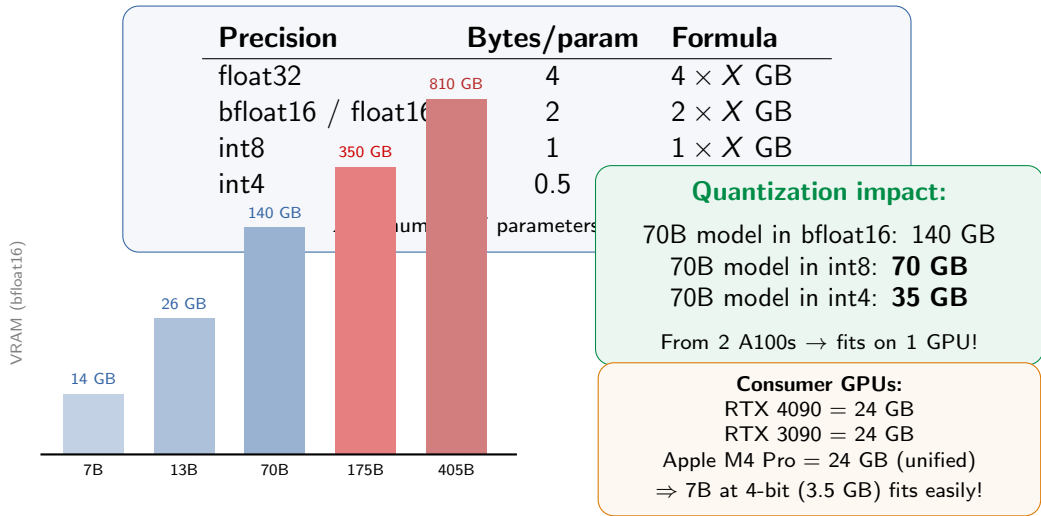 Precision Bytes/param Formula
float32 4 4 × X GB
bfloat16 / float16 2 2 × X GB
int8 1 1 × X GB
int4 0.5
parameters
810 GB
350 GB
140 GB
26 GB
14 GB
VRAM (bfloat16)
7B 13B 70B 175B 405B
Quantization impact:
70B model in bfloat16: 140 GB
70B model in int8: 70 GB
70B model in int4: 35 GB
From 2 A100s → fits on 1 GPU!
Consumer GPUs:
RTX 4090 = 24 GB
RTX 3090 = 24 GB
Apple M4 Pro = 24 GB (unified)
⇒ 7B at 4-bit (3.5 GB) fits easily!